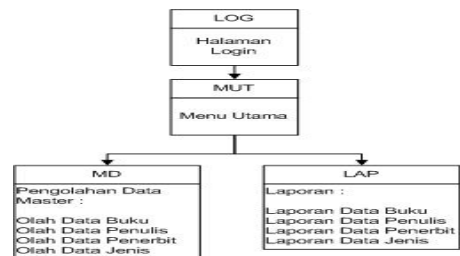 LOG
Halaman
Login
MUT
Menu Utama
MD
Pengolahan Data
Master :
Olah Data Buku
Olah Data Penulis
Olah Data Penerbit
Olah Data Jenis
LAP
Laporan :
Laporan Data Buku
Laporan Data Penulis
Laporan Data Penerbit
Laporan Data Jenis